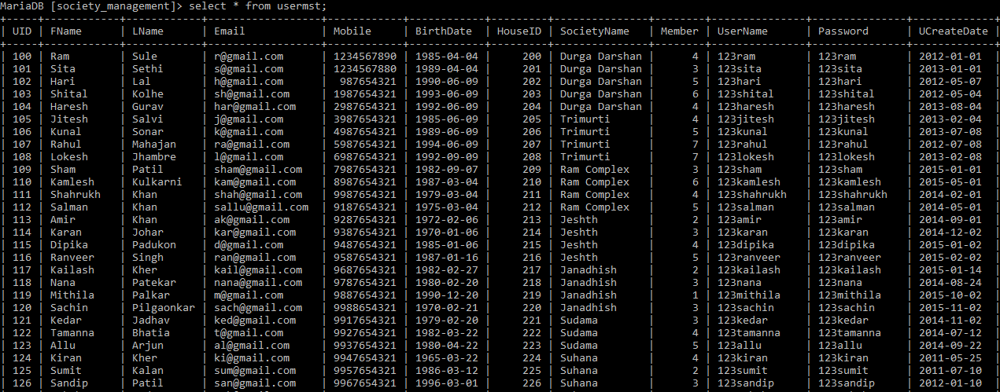 MariaDB [society_management]> select * from usermst;
| UID | FName | LName | Email | Mobile | BirthDate | HouseID | SocietyName | Member | UserName | Password | UCreateDate |
| 100 | Ram | Sule | r@gmail.com | 1234567890 | 1985-04-04 | 200 | Durga Darshan | 4 | 123ram | 123ram | 2012-01-01 |
| 101 | Sita | Sethi | s@gmail.com | 1234567880 | 1989-04-04 | 201 | Durga Darshan | 3 | 123sita | 123sita | 2013-01-01 |
| 102 | Hari | Lal | h@gmail.com | 987654321 | 1990-06-09 | 202 | Durga Darshan | 5 | 123hari | 123hari | 2012-05-07 |
| 103 | Shital | Kolhe | sh@gmail.com | 1987654321 | 1993-06-09 | 203 | Durga Darshan | 6 | 123shital | 123shital | 2012-05-04 |
| 104 | Haresh | Gurav | har@gmail.com | 2987654321 | 1992-06-09 | 204 | Durga Darshan | 4 | 123haresh | 123haresh | 2013-08-04 |
| 105 | Jitesh | Salvi | j@gmail.com | 3987654321 | 1985-06-09 | 205 | Trimurti | 4 | 123jitesh | 123jitesh | 2013-02-04 |
| 106 | Kunal | Sonar | k@gmail.com | 4987654321 | 1989-06-09 | 206 | Trimurti | 5 | 123kunal | 123kunal | 2013-07-08 |
| 107 | Rahul | Mahajan | ra@gmail.com | 5987654321 | 1994-06-09 | 207 | Trimurti | 7 | 123rahul | 123rahul | 2012-07-08 |
| 108 | Lokesh | Jhambre | l@gmail.com | 6987654321 | 1992-09-09 | 208 | Trimurti | 7 | 123lokesh | 123lokesh | 2013-02-08 |
| 109 | Sham | Patil | sham@gmail.com | 7987654321 | 1982-09-07 | 209 | Ram Complex | 3 | 123sham | 123sham | 2015-01-01 |
| 110 | Kamlesh | Kulkarni | kam@gmail.com | 8987654321 | 1987-03-04 | 210 | Ram Complex | 6 | 123kamlesh | 123kamlesh | 2015-05-01 |
| 111 | Shahrukh | Khan | shah@gmail.com | 9987654321 | 1979-03-04 | 211 | Ram Complex | 4 | 123shahrukh | 123shahrukh | 2014-02-01 |
| 112 | Salman | Khan | sallu@gmail.com | 9187654321 | 1975-03-04 | 212 | Ram Complex | 5 | 123salman | 123salman | 2014-05-01 |
| 113 | Amir | Khan | ak@gmail.com | 9287654321 | 1972-02-06 | 213 | Jeshth | 2 | 123amir | 123amir | 2014-09-01 |
| 114 | Karan | Johar | kar@gmail.com | 9387654321 | 1970-01-06 | 214 | Jeshth | 3 | 123karan | 123karan | 2014-12-02 |
| 115 | Dipika | Padukon | d@gmail.com | 9487654321 | 1985-01-06 | 215 | Jeshth | 4 | 123dipika | 123dipika | 2015-01-02 |
| 116 | Ranveer | Singh | ran@gmail.com | 9587654321 | 1987-01-16 | 216 | Jeshth | 5 | 123ranveer | 123ranveer | 2015-02-02 |
| 117 | Kailash | Kher | kail@gmail.com | 9687654321 | 1982-02-27 | 217 | Janadhish | 2 | 123kailash | 123kailash | 2015-01-14 |
| 118 | Nana | Patekar | nana@gmail.com | 9787654321 | 1980-02-20 | 218 | Janadhish | 3 | 123nana | 123nana | 2014-08-24 |
| 119 | Mithila | Palkar | m@gmail.com | 9887654321 | 1990-12-20 | 219 | Janadhish | 1 | 123mithila | 123mithila | 2015-10-02 |
| 120 | Sachin | Pilgaonkar | sach@gmail.com | 9988654321 | 1970-02-21 | 220 | Janadhish | 3 | 123sachin | 123sachin | 2015-11-02 |
| 121 | Kedar | Jadhav | ked@gmail.com | 9917654321 | 1979-02-20 | 221 | Sudama | 3 | 123kedar | 123kedar | 2014-11-02 |
| 122 | Tamanna | Bhatia | t@gmail.com | 9927654321 | 1982-03-22 | 222 | Sudama | 4 | 123tamanna | 123tamanna | 2014-07-12 |
| 123 | Allu | Arjun | al@gmail.com | 9937654321 | 1980-04-22 | 223 | Sudama | 5 | 123allu | 123allu | 2014-09-22 |
| 124 | Kiran | Kher | ki@gmail.com | 9947654321 | 1965-03-22 | 224 | Suhana | 4 | 123kiran | 123kiran | 2011-05-25 |
| 125 | Sumit | Kalan | sum@gmail.com | 9957654321 | 1986-03-12 | 225 | Suhana | 2 | 123sumit | 123sumit | 2011-07-10 |
| 126 | Sandip | Patil | san@gmail.com | 9967654321 | 1996-03-01 | 226 | Suhana | 3 | 123sandip | 123sandip | 2012-01-10 |